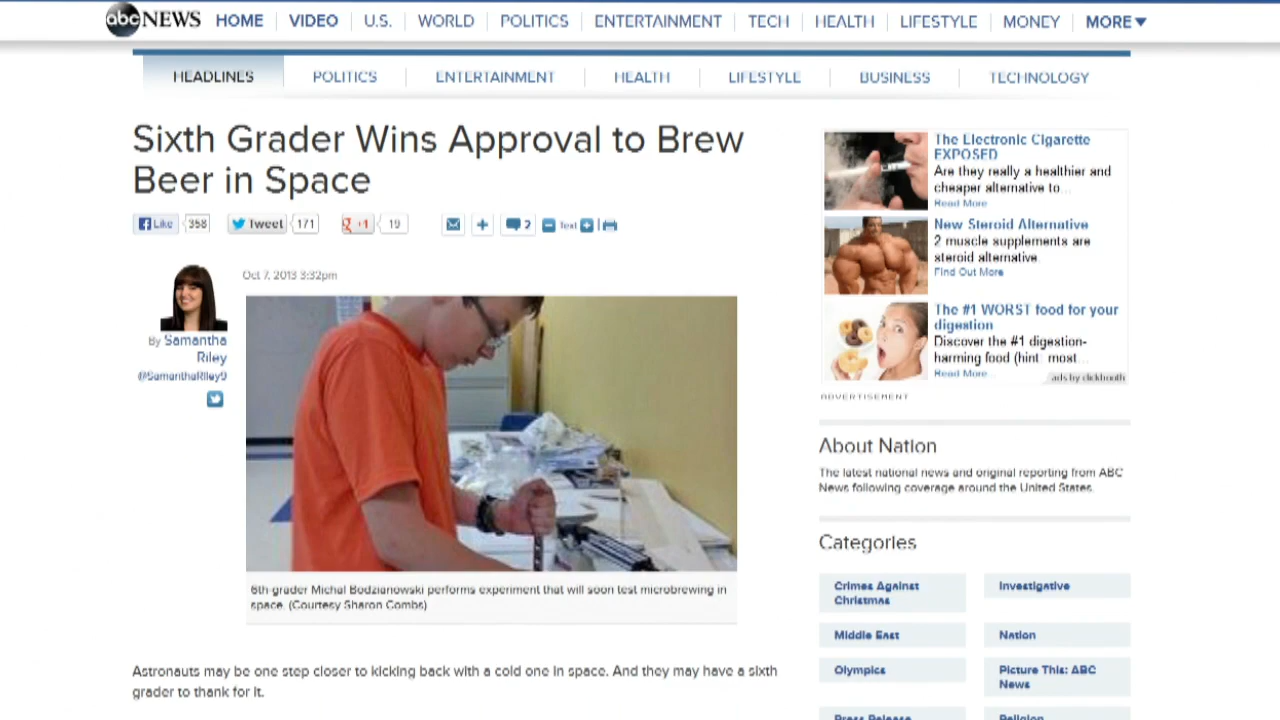 abc NEWS HOME VIDEO U.S. WORLD POLITICS ENTERTAINMENT TECH HEALTH LIFESTYLE MONEY MORE
HEADLINES POLITICS ENTERTAINMENT HEALTH LIFESTYLE BUSINESS TECHNOLOGY
Sixth Grader Wins Approval to Brew
Beer in Space
Like 358 Tweet 171 +1 19 2 Text
Oct 7, 2013 3:32pm
By Samantha
Riley
@SamanthaRiley9
6th grader Michal Bodzianowski performs experiment that will soon test microbrewing in
space. (Courtesy Sharon Combs)
Astronauts may be one step closer to kicking back with a cold one in space. And they may have a sixth
grader to thank for it.
The Electronic Cigarette
EXPOSED
Are they really a healthier and
cheaper alternative to...
Read More
New Steroid Alternative
2 muscle supplements are
steroid alternative.
Find Out More
The #1 WORST food for your
digestion
Discover the #1 digestion-
harming food (hint: most...
Read More
ads by clickbooth
ADVERTISEMENT
About Nation
The latest national news and original reporting from ABC
News following coverage around the United States.
Categories
Crimes Against
Christmas
Investigative
Middle East
Nation
Olympics
Picture This: ABC
News
Press Release
Religion